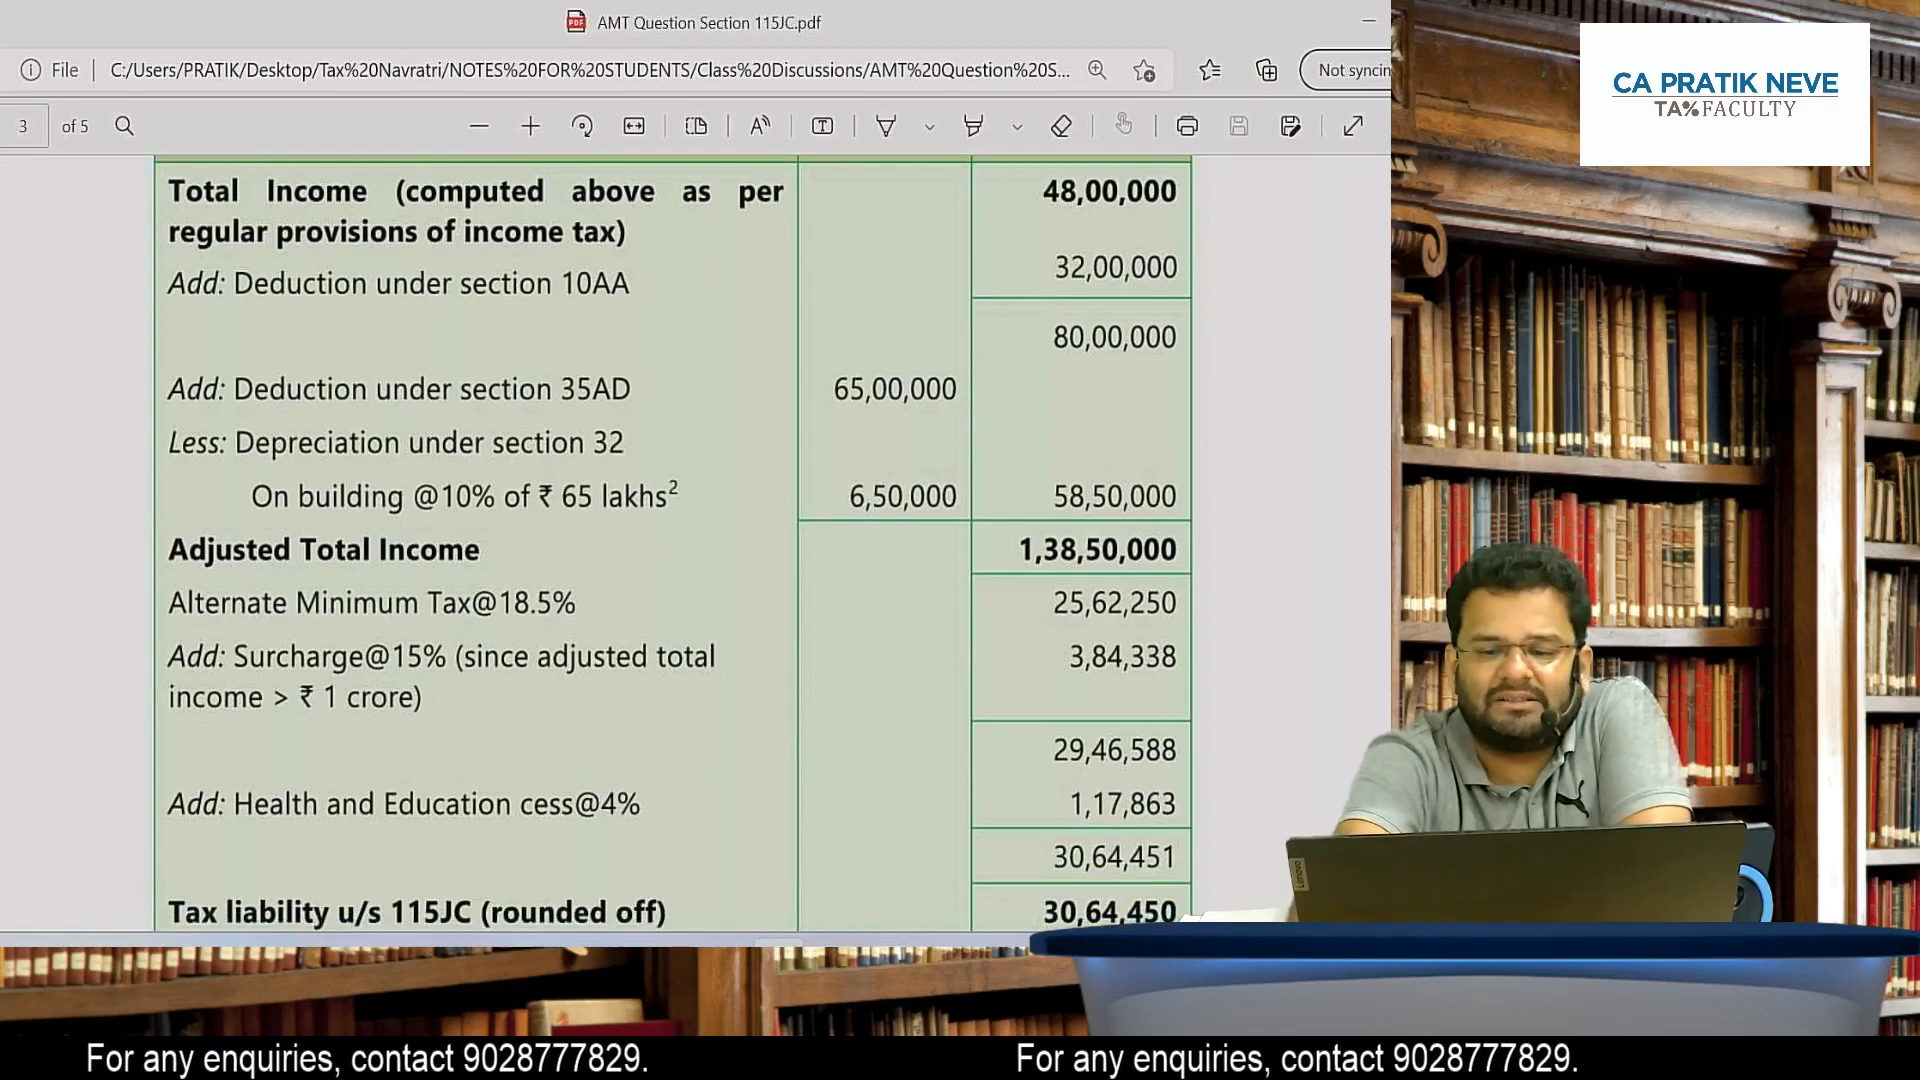 AMT Question Section 115JC.pdf
File
C:/Users/PRATIK/Desktop/Tax%20Navratri/NOTES%20FOR%20STUDENTS/Class%20Discussions/AMT%20Question%20S...
Not syncin
3 of 5
CA PRATIK NEVE
TA%FACULTY
Total Income (computed above as per 48,00,000
regular provisions of income tax)
Add: Deduction under section 10AA 32,00,000
80,00,000
Add: Deduction under section 35AD 65,00,000
Less: Depreciation under section 32
On building @10% of ₹ 65 lakhs² 6,50,000 58,50,000
Adjusted Total Income 1,38,50,000
Alternate Minimum Tax@18.5% 25,62,250
Add: Surcharge@15% (since adjusted total 3,84,338
income > ₹ 1 crore)
29,46,588
Add: Health and Education cess@4% 1,17,863
30,64,451
Tax liability u/s 115JC (rounded off) 30,64,450
Lenovo
For any enquiries, contact 9028777829. For any enquiries, contact 9028777829.